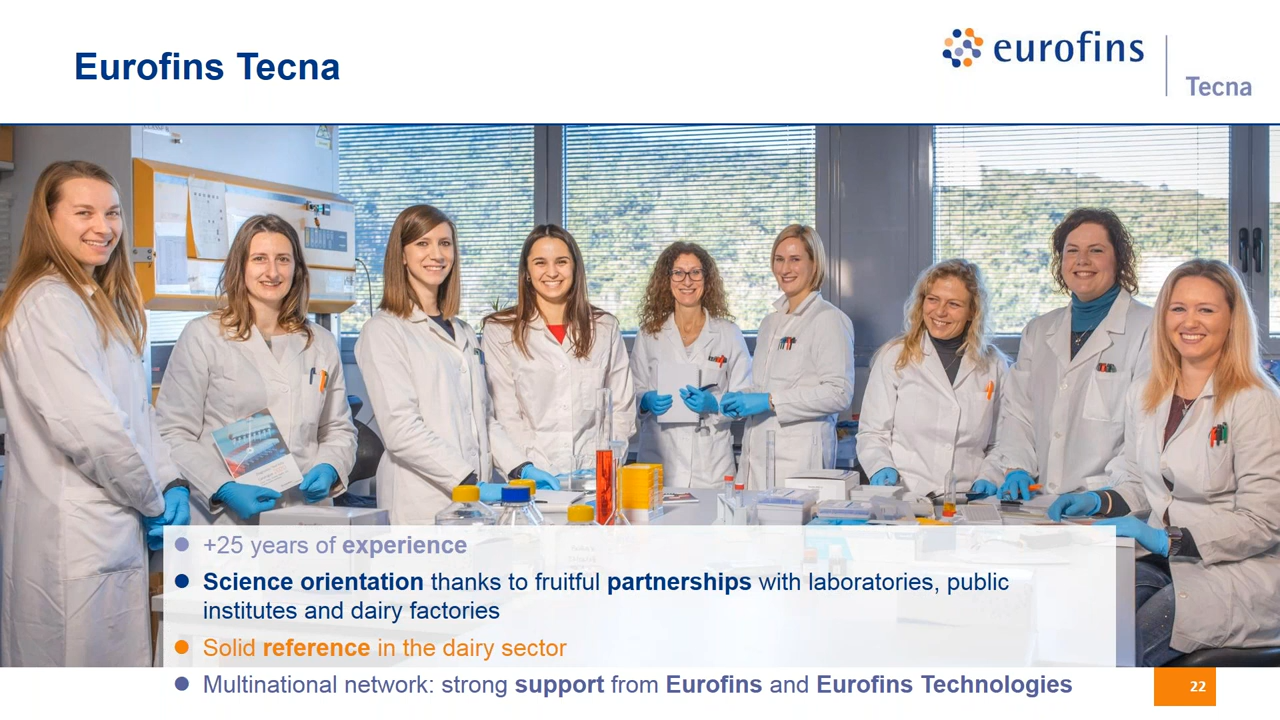 Eurofins Tecna
eurofins
Tecna
+25 years of experience
Science orientation thanks to fruitful partnerships with laboratories, public
institutes and dairy factories
Solid reference in the dairy sector
Multinational network: strong support from Eurofins and Eurofins Technologies
22